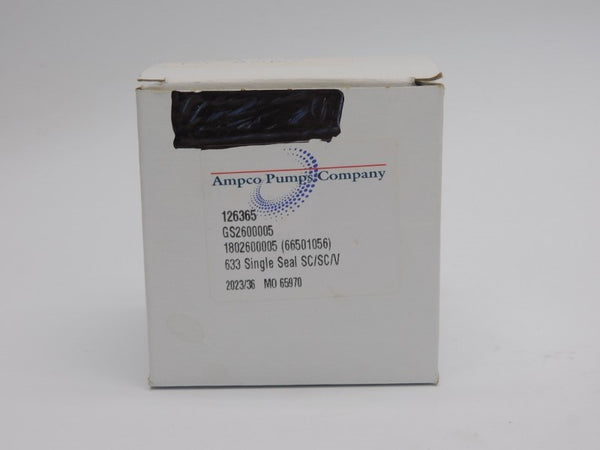 Ampco Pumps Company
126365
GS2600005
1802600005 (66501056)
633 Single Seal SC/SC/V
2023/36 MO 65970